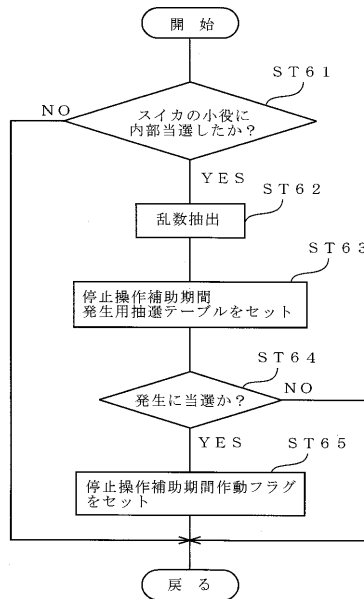 開 始
ＳＴ６１
ＮＯ
スイカの小役に
内部当選したか？
ＹＥＳ
ＳＴ６２
乱数抽出
ＳＴ６３
停止操作補助期間
発生用抽選テーブルをセット
ＳＴ６４
発生に当選か？
ＮＯ
ＹＥＳ
ＳＴ６５
停止操作補助期間作動フラグ
をセット
戻 る